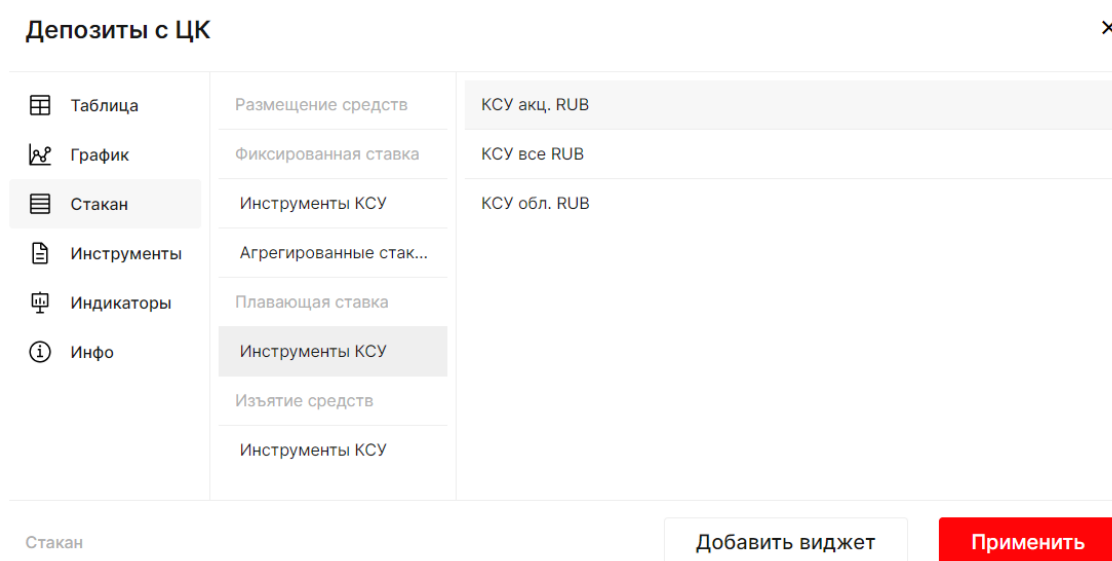 Депозиты с ЦК
Таблица
График
Стакан
Инструменты
Индикаторы
Инфо
Размещение средств
Фиксированная ставка
Инструменты КСУ
Агрегированные стак...
Плавающая ставка
Инструменты КСУ
Изъятие средств
Инструменты КСУ
КСУ акц. RUB
КСУ все RUB
КСУ обл. RUB
Стакан
Добавить виджет
Применить